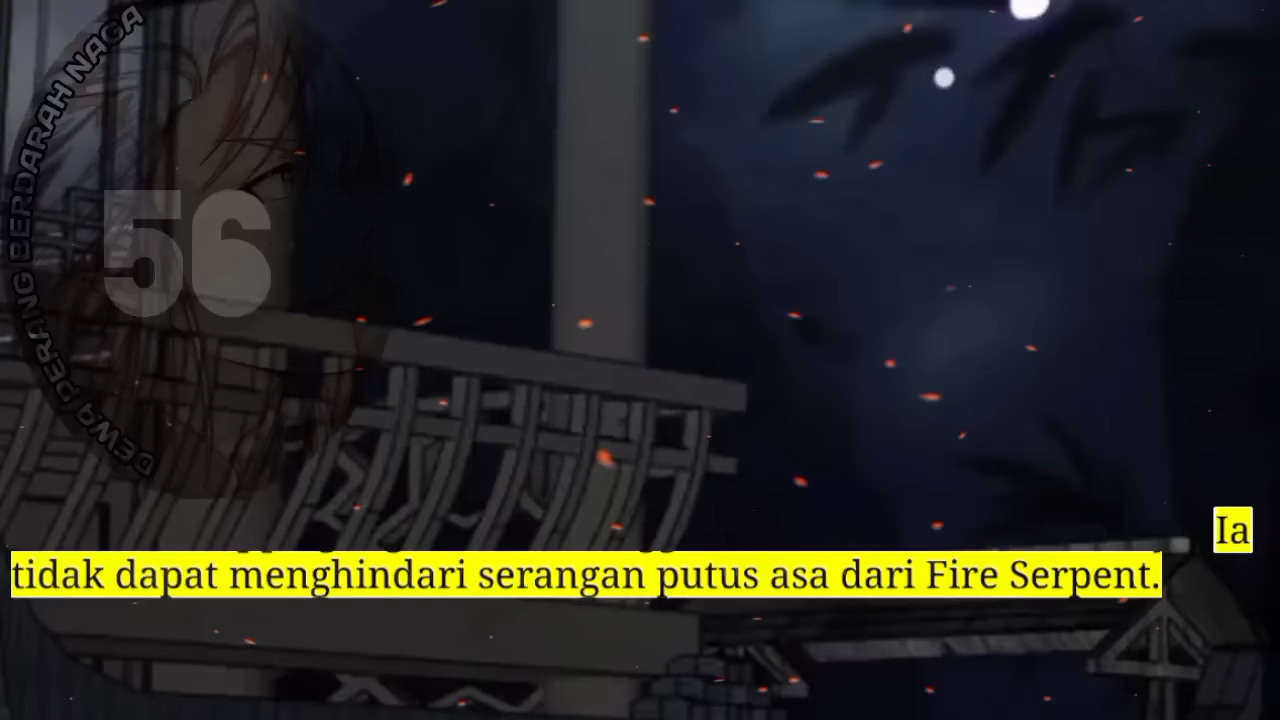 DEWA PERANG BERDARAH NAGA
56
Ia
tidak dapat menghindari serangan putus asa dari Fire Serpent.